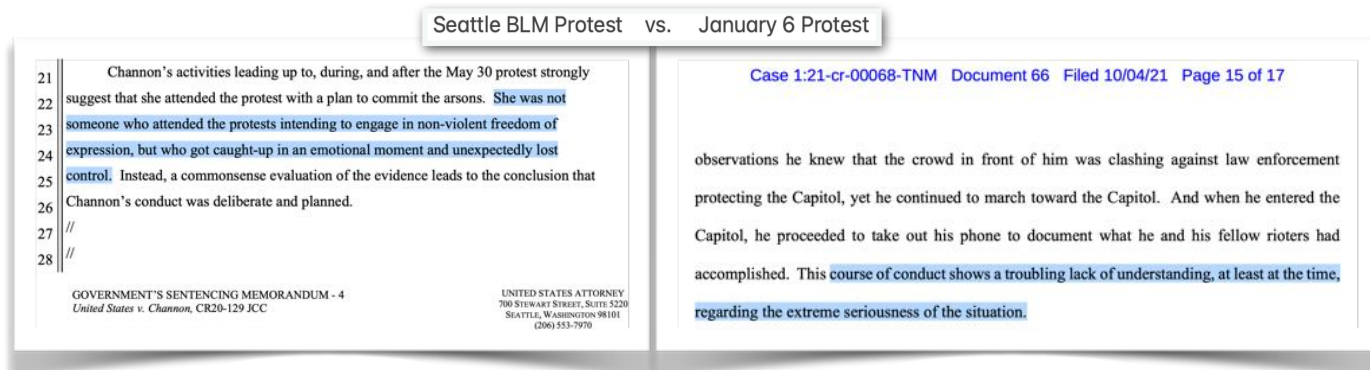 Seattle BLM Protest vs. January 6 Protest
21 Channon's activities leading up to, during, and after the May 30 protest strongly
22 suggest that she attended the protest with a plan to commit the arsons. She was not
23 someone who attended the protests intending to engage in non-violent freedom of
24 expression, but who got caught-up in an emotional moment and unexpectedly lost
25 control. Instead, a commonsense evaluation of the evidence leads to the conclusion that
26 Channon's conduct was deliberate and planned.
27 //
28 //
GOVERNMENT'S SENTENCING MEMORANDUM - 4
United States v. Channon, CR20-129 JCC
UNITED STATES ATTORNEY
700 STEWART STREET, SUITE 5220
SEATTLE, WASHINGTON 98101
(206) 553-7970
Case 1:21-cr-00068-TNM Document 66 Filed 10/04/21 Page 15 of 17
observations he knew that the crowd in front of him was clashing against law enforcement
protecting the Capitol, yet he continued to march toward the Capitol. And when he entered the
Capitol, he proceeded to take out his phone to document what he and his fellow rioters had
accomplished. This course of conduct shows a troubling lack of understanding, at least at the time,
regarding the extreme seriousness of the situation.